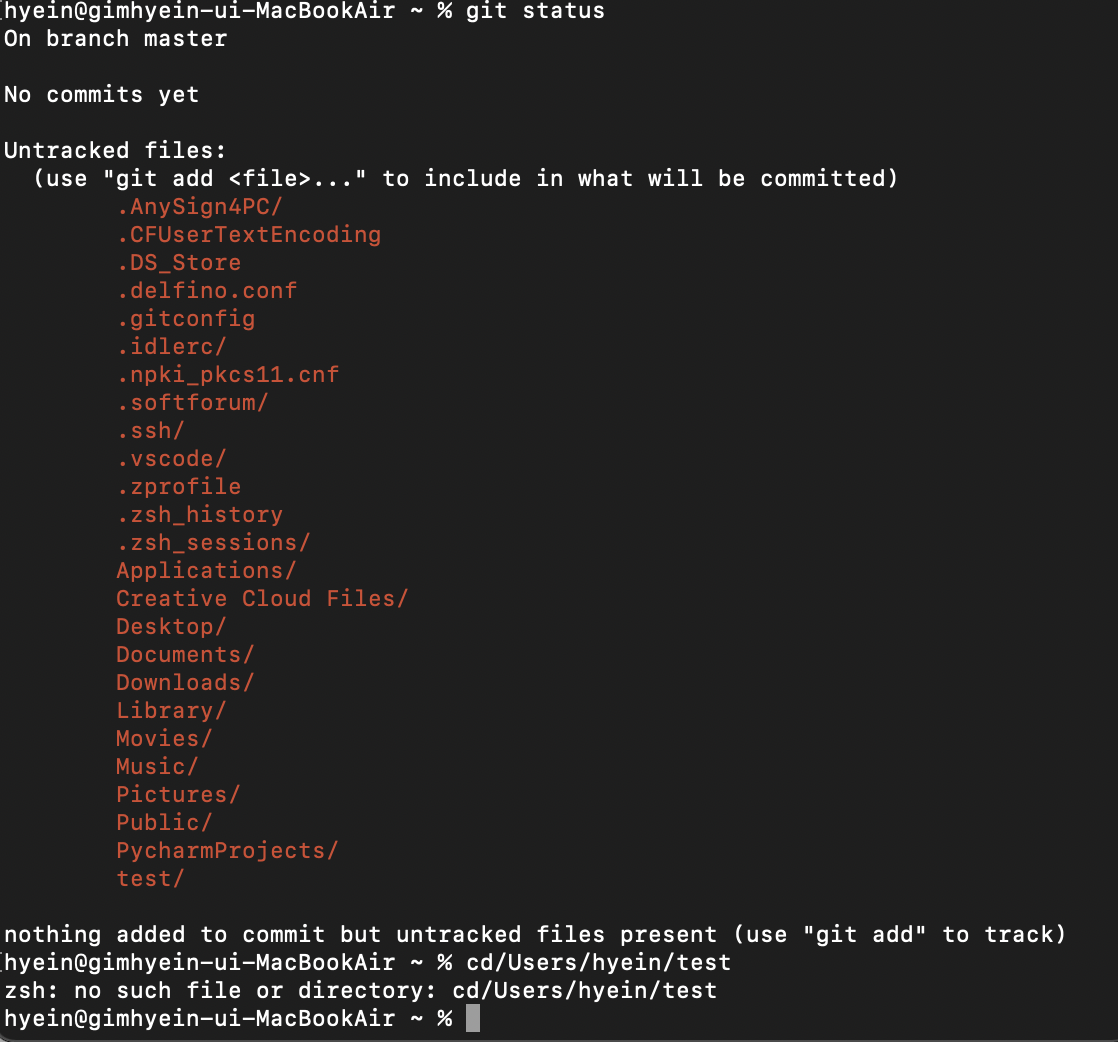 hyein@gimhyein-ui-MacBookAir ~ % git status
On branch master
No commits yet
Untracked files:
(use "git add <file>..." to include in what will be committed)
.AnySign4PC/
.CFUserTextEncoding
.DS_Store
.delfino.conf
.gitconfig
.idlerc/
.npki_pkcs11.cnf
.softforum/
.ssh/
.vscode/
.zprofile
.zsh_history
.zsh_sessions/
Applications/
Creative Cloud Files/
Desktop/
Documents/
Downloads/
Library/
Movies/
Music/
Pictures/
Public/
PycharmProjects/
test/
nothing added to commit but untracked files present (use "git add" to track)
hyein@gimhyein-ui-MacBookAir ~ % cd/Users/hyein/test
zsh: no such file or directory: cd/Users/hyein/test
hyein@gimhyein-ui-MacBookAir ~ %